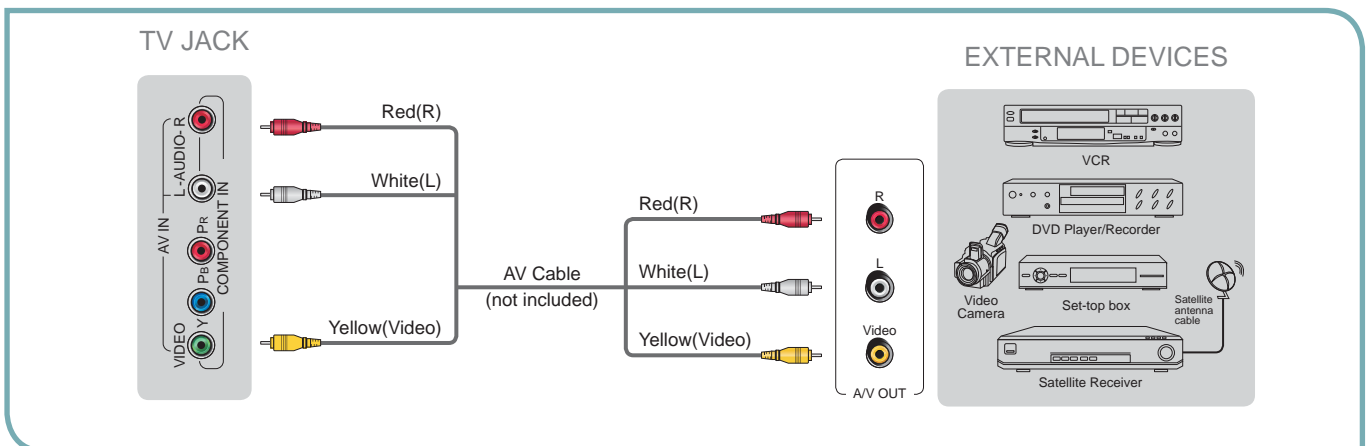 TV JACK
EXTERNAL DEVICES
AV IN
L-AUDIO-R
VIDEO
COMPONENT IN
Y
PB
PR
Red(R)
White(L)
Yellow(Video)
AV Cable
(not included)
Red(R)
White(L)
Yellow(Video)
R
L
Video
A/V OUT
VCR
DVD Player/Recorder
Video
Camera
Set-top box
Satellite
antenna
cable
Satellite Receiver